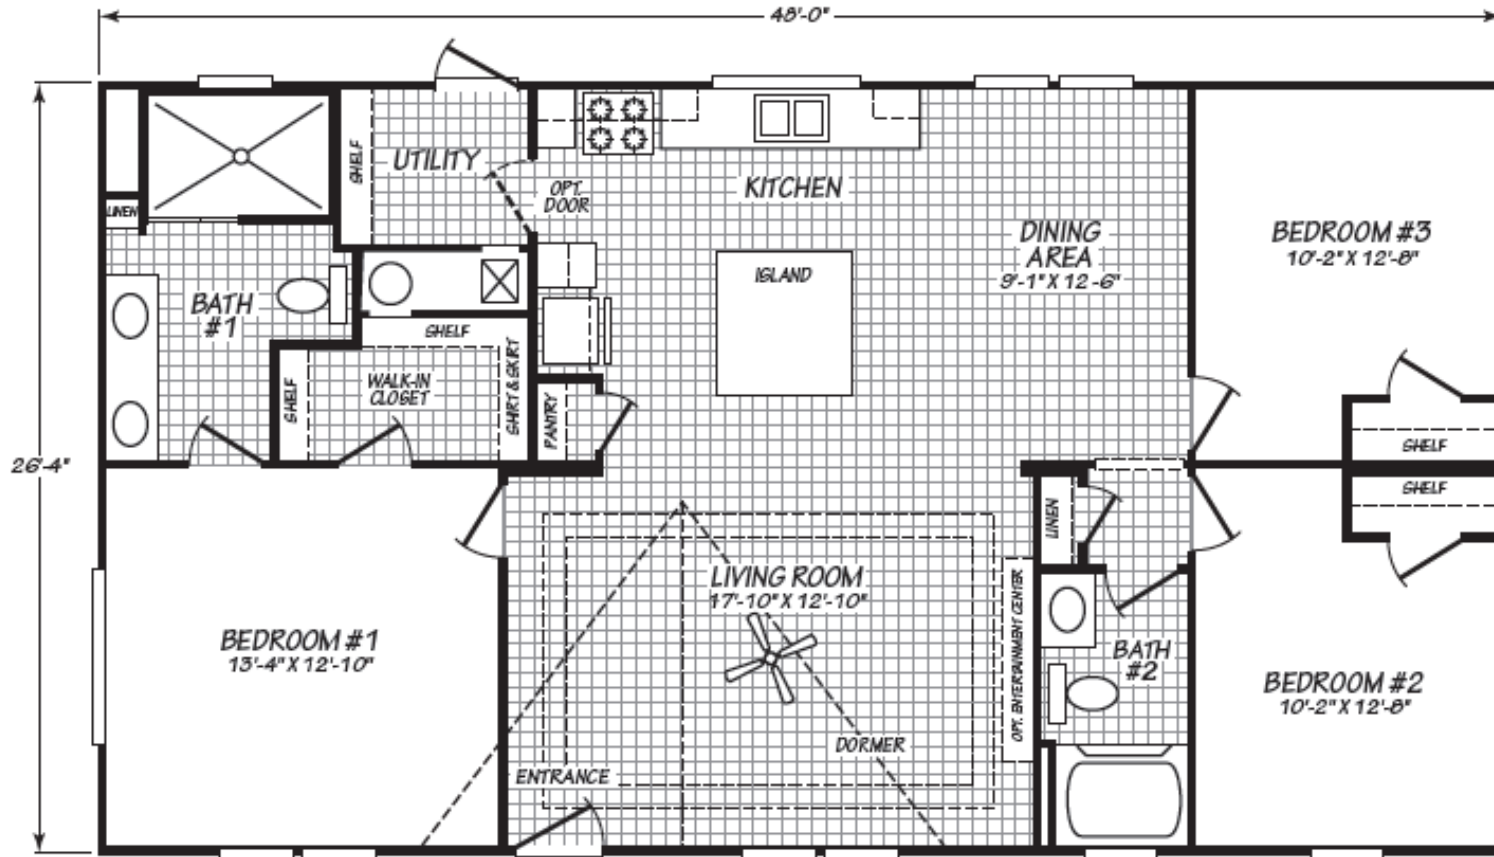 48'-0"
26'-4"
SHELF
UTILITY
OPT.
DOOR
KITCHEN
LINEN
DINING
AREA
9'-1" X 12'-6"
BEDROOM #3
10'-2" X 12'-8"
ISLAND
BATH
#1
SHELF
SHELF
WALK-IN
CLOSET
SHIRT & SKIRT
PANTRY
SHELF
SHELF
LINEN
LIVING ROOM
17'-10" X 12'-10"
OPT. ENTERTAINMENT CENTER
BEDROOM #1
13'-4" X 12'-10"
BATH
#2
BEDROOM #2
10'-2" X 12'-8"
DORMER
ENTRANCE